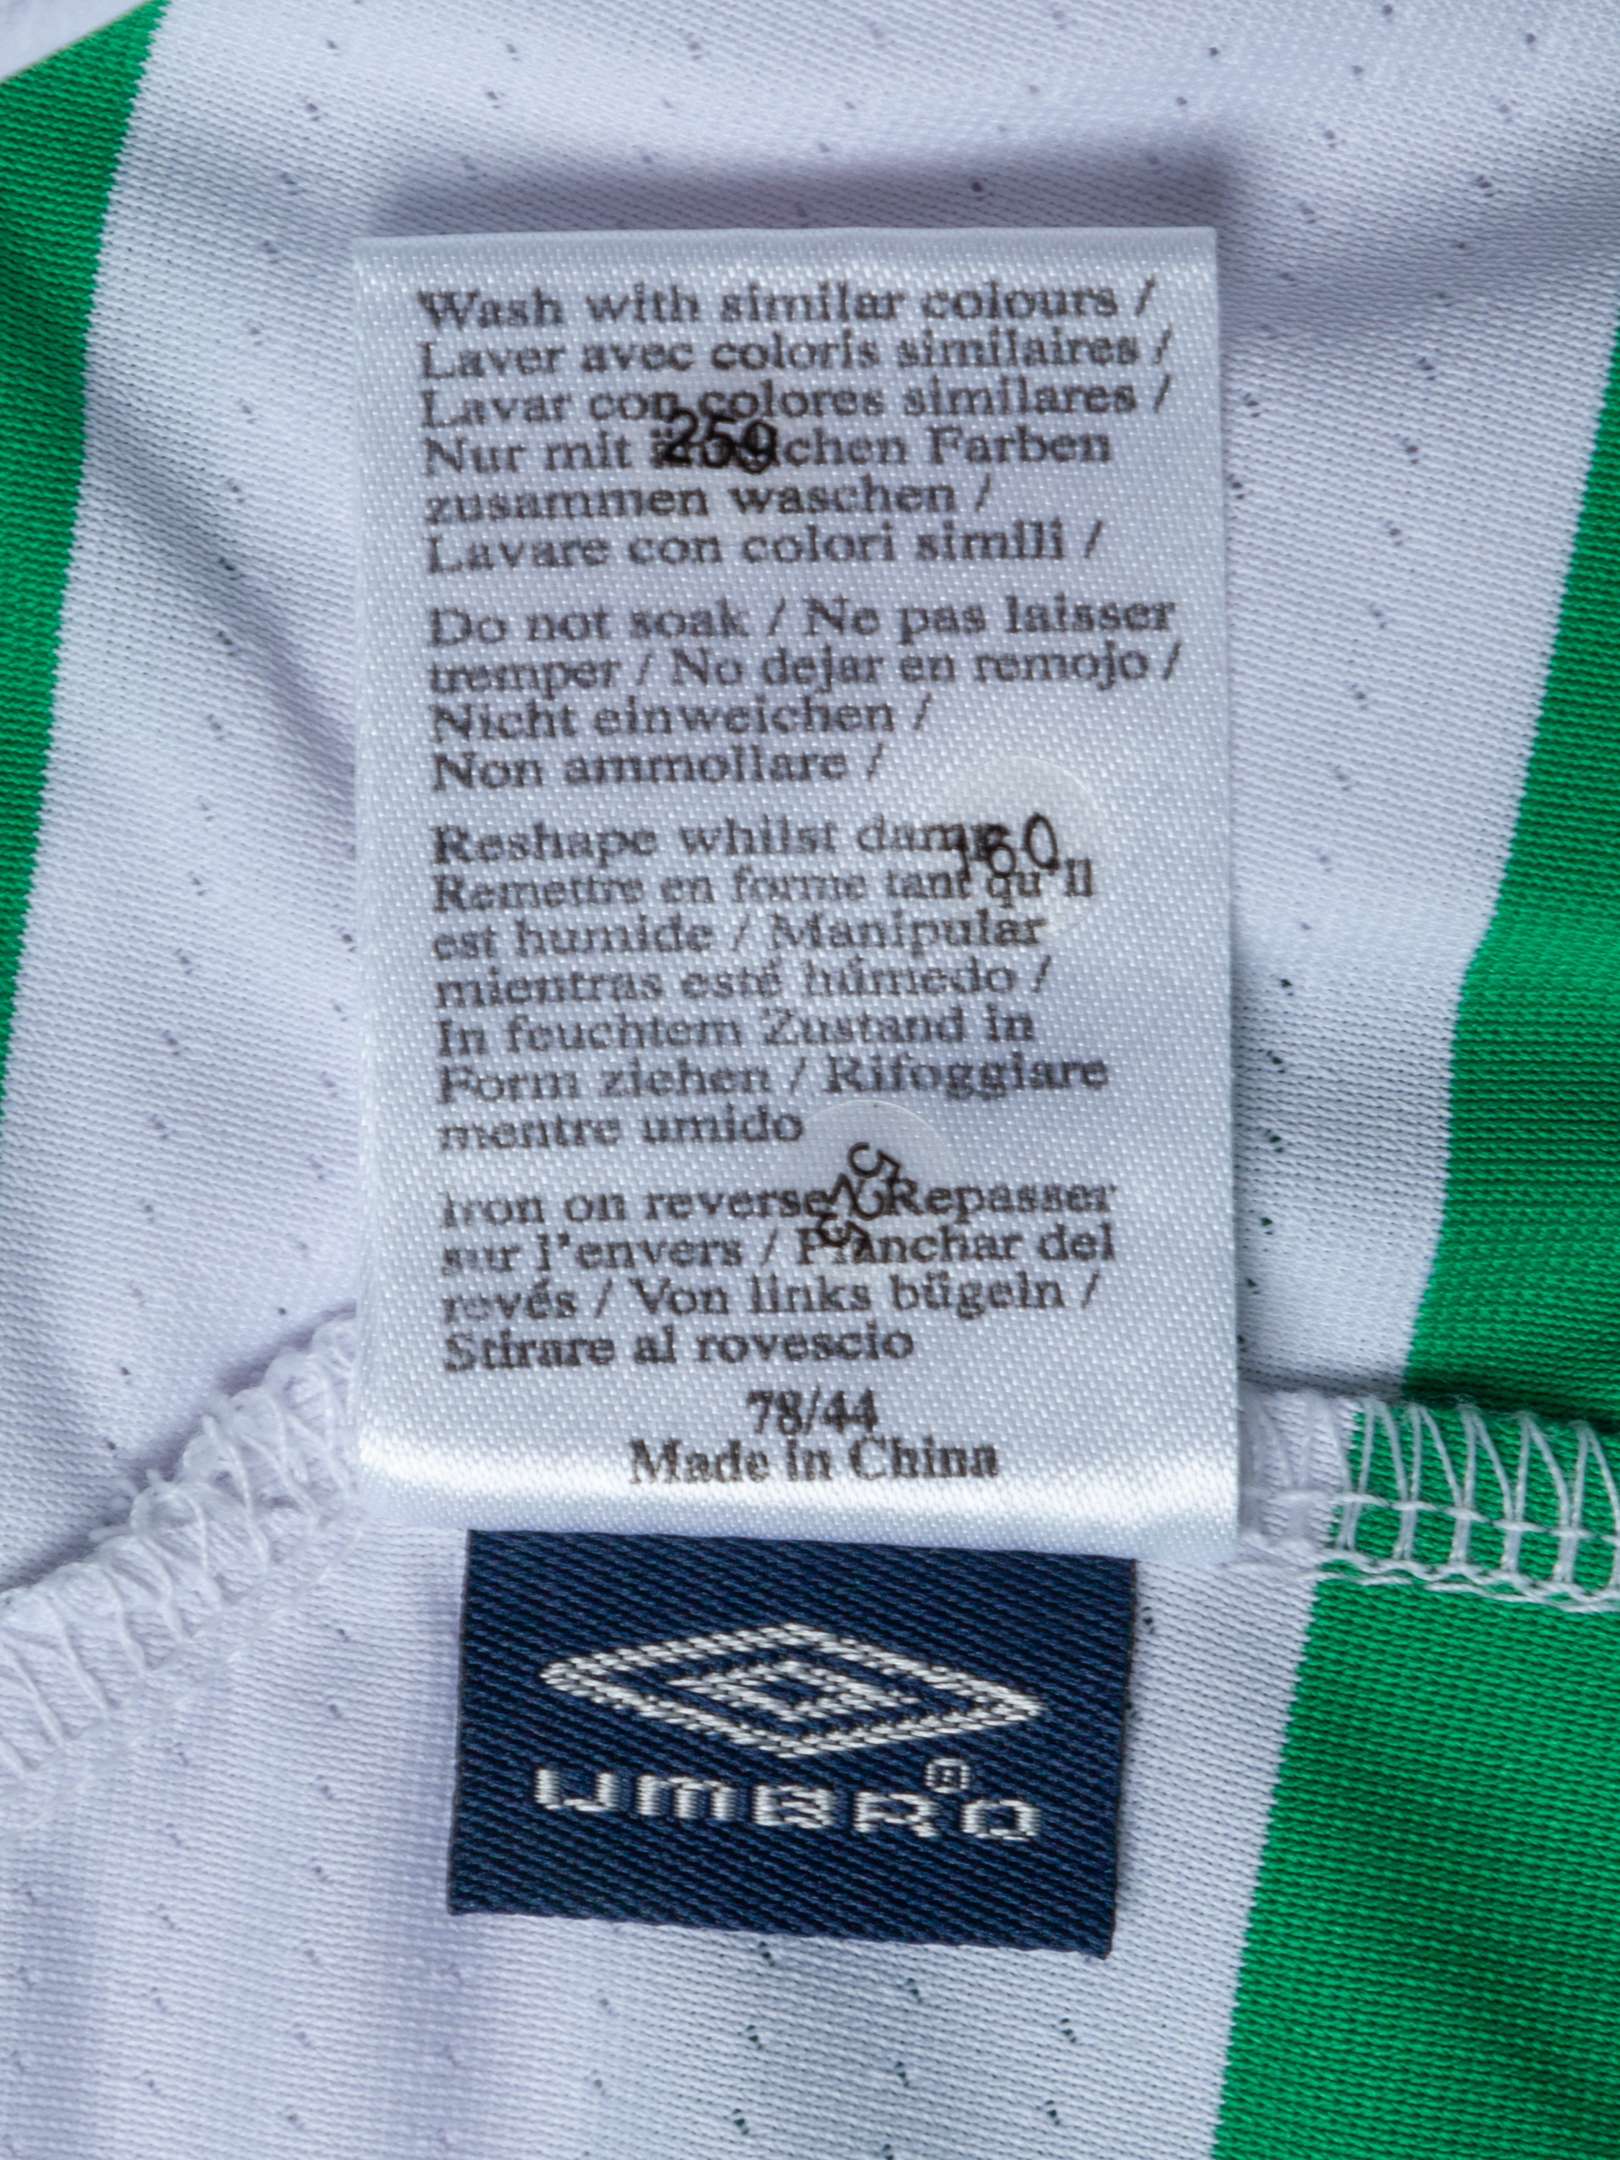 Wash with similar colours /
Laver avec coloris similaires /
Lavar con colores similares /
Nur mit chen Farben
259
zusammen waschen /
Lavare con colori simili /
Do not soak / Ne pas laisser
tremper / No dejar en remojo /
Nicht einweichen /
Non ammollare /
Reshape whilst damp
Remettre en forme tant qu'il
est humide / Manipular
mientras esté húmedo /
In feuchtem Zustand in
Form ziehen / Rifoggiare
mentre umido
Iron on reverse Repasser
sur l'envers / Planchar del
revés / Von links bügeln /
Stirare al rovescio
78/44
Made in China
UMBRO®